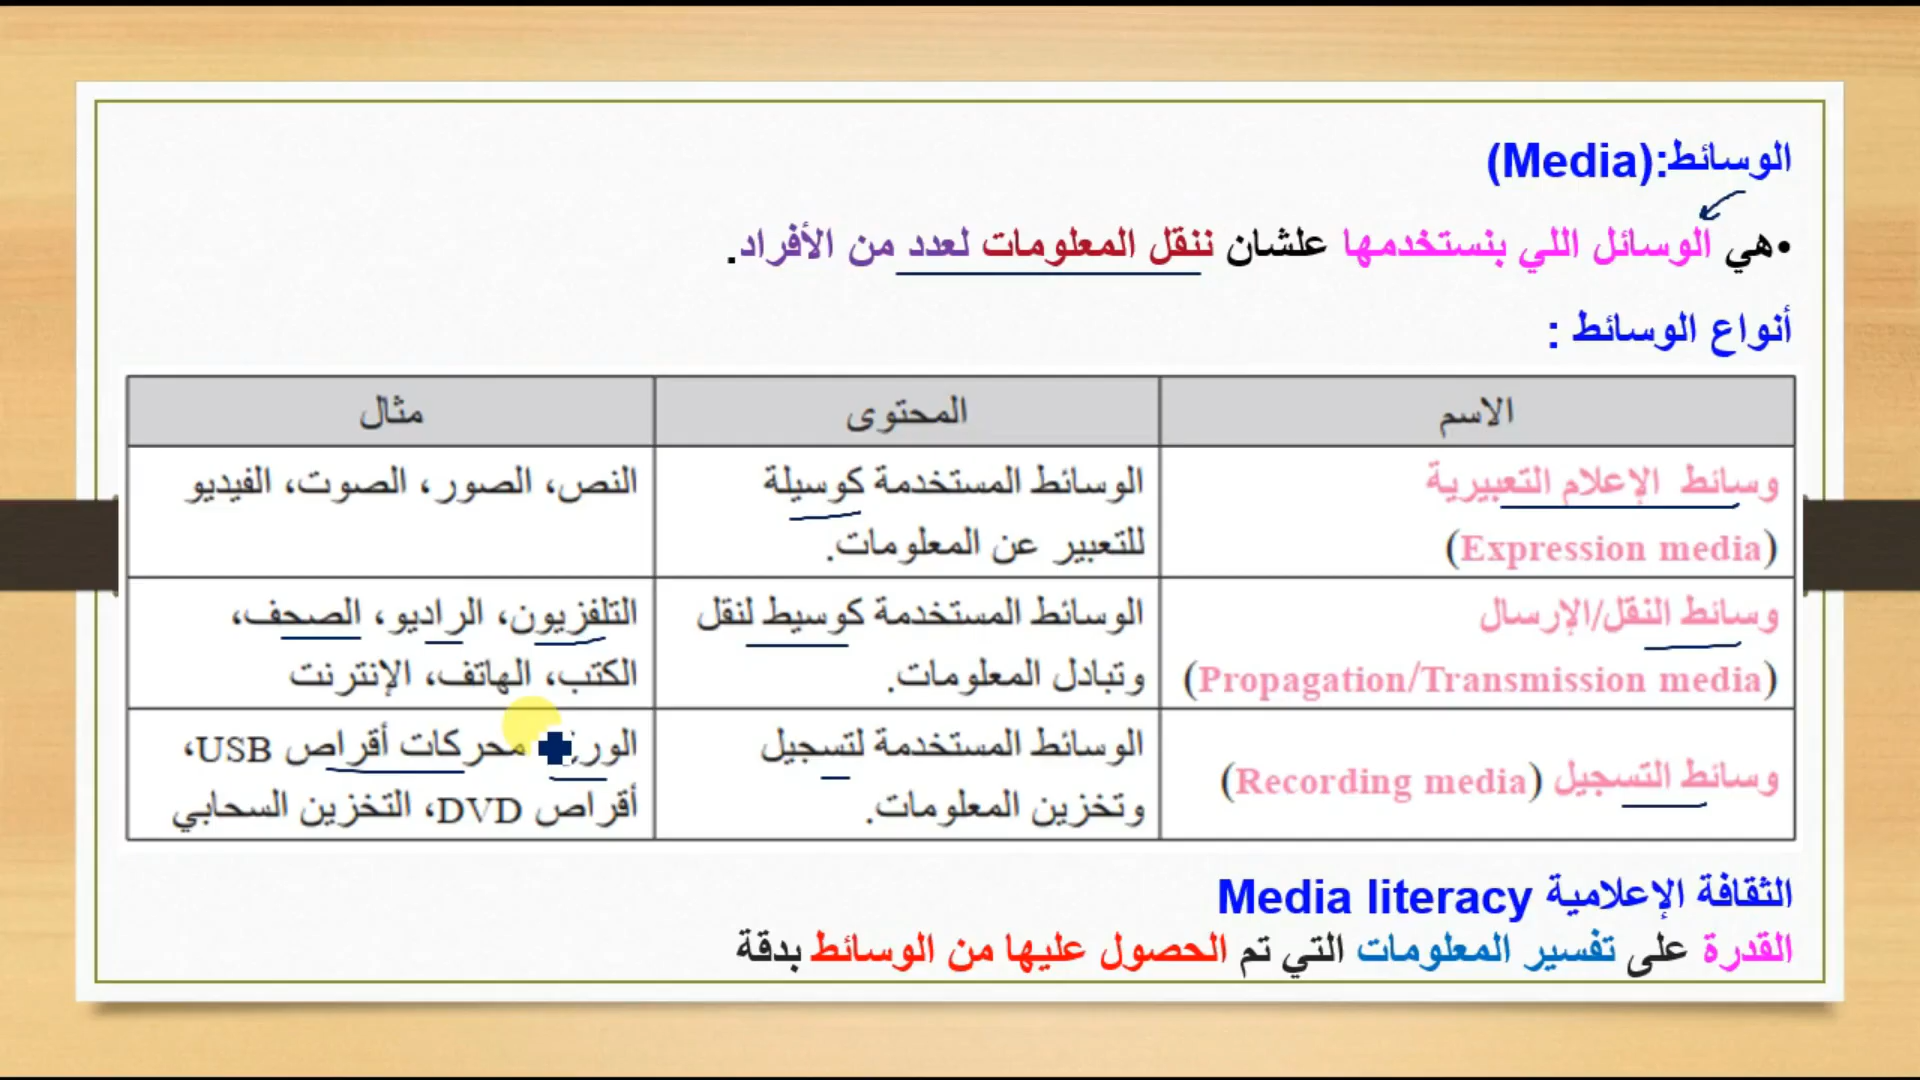 الوسائط:(Media)
•هي الوسائل اللي بنستخدمها علشان ننقل المعلومات لعدد من الأفراد.
أنواع الوسائط :
الاسم
المحتوى
مثال
وسائط الإعلام التعبيرية
(Expression media)
الوسائط المستخدمة كوسيلة
للتعبير عن المعلومات.
النص، الصور، الصوت، الفيديو
وسائط النقل/الإرسال
(Propagation/Transmission media)
الوسائط المستخدمة كوسيط لنقل
وتبادل المعلومات.
التلفزيون، الراديو، الصحف،
الكتب، الهاتف، الإنترنت
وسائط التسجيل (Recording media)
الوسائط المستخدمة لتسجيل
وتخزين المعلومات.
محركات أقراص USB،
أقراص DVD، التخزين السحابي
الثقافة الإعلامية Media literacy
القدرة على تفسير المعلومات التي تم الحصول عليها من الوسائط بدقة